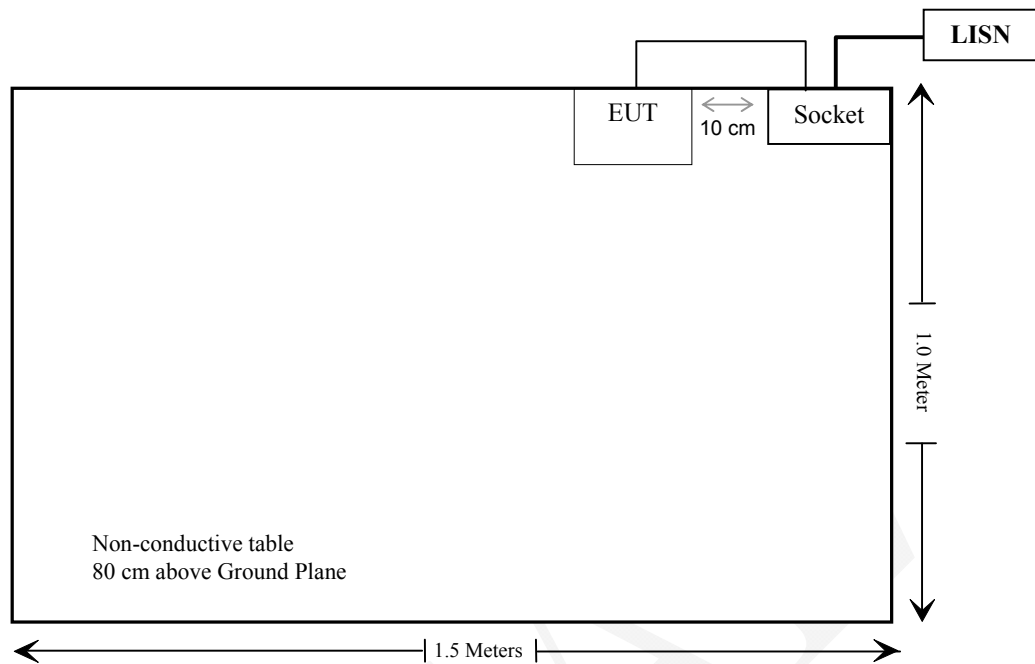 LISN
EUT
10 cm
Socket
1.0 Meter
Non-conductive table
80 cm above Ground Plane
1.5 Meters